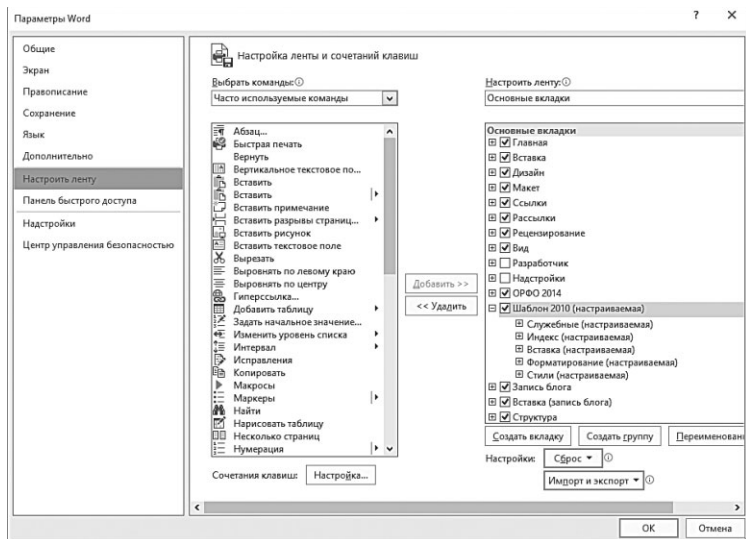 Параметры Word
? ×
Общие
Экран
Правописание
Сохранение
Язык
Дополнительно
Настроить ленту
Панель быстрого доступа
Надстройки
Центр управления безопасностью
Настройка ленты и сочетаний клавиш
Выбрать команды:
Часто используемые команды
Абзац...
Быстрая печать
Вернуть
Вертикальное текстовое по...
Вставить
Вставить
Вставить примечание
Вставить разрывы страниц...
Вставить рисунок
Вставить текстовое поле
Вырезать
Выровнять по левому краю
Выровнять по центру
Гиперссылка...
Добавить таблицу
Задать начальное значение...
Изменить уровень списка
Интервал
Исправления
Копировать
Макросы
Маркеры
Найти
Нарисовать таблицу
Несколько страниц
Нумерация
Сочетания клавиш: Настройка...
Добавить >>
<< Удалить
Настроить ленту:
Основные вкладки
Основные вкладки
Главная
Вставка
Дизайн
Макет
Ссылки
Рассылки
Рецензирование
Вид
Разработчик
Надстройки
ОРФО 2014
Шаблон 2010 (настраиваемая)
Служебные (настраиваемая)
Индекс (настраиваемая)
Вставка (настраиваемая)
Форматирование (настраиваемая)
Стили (настраиваемая)
Запись блога
Вставка (запись блога)
Структура
Создать вкладку Создать группу Переименовани
Настройки: Сброс
Импорт и экспорт
ОК Отмена